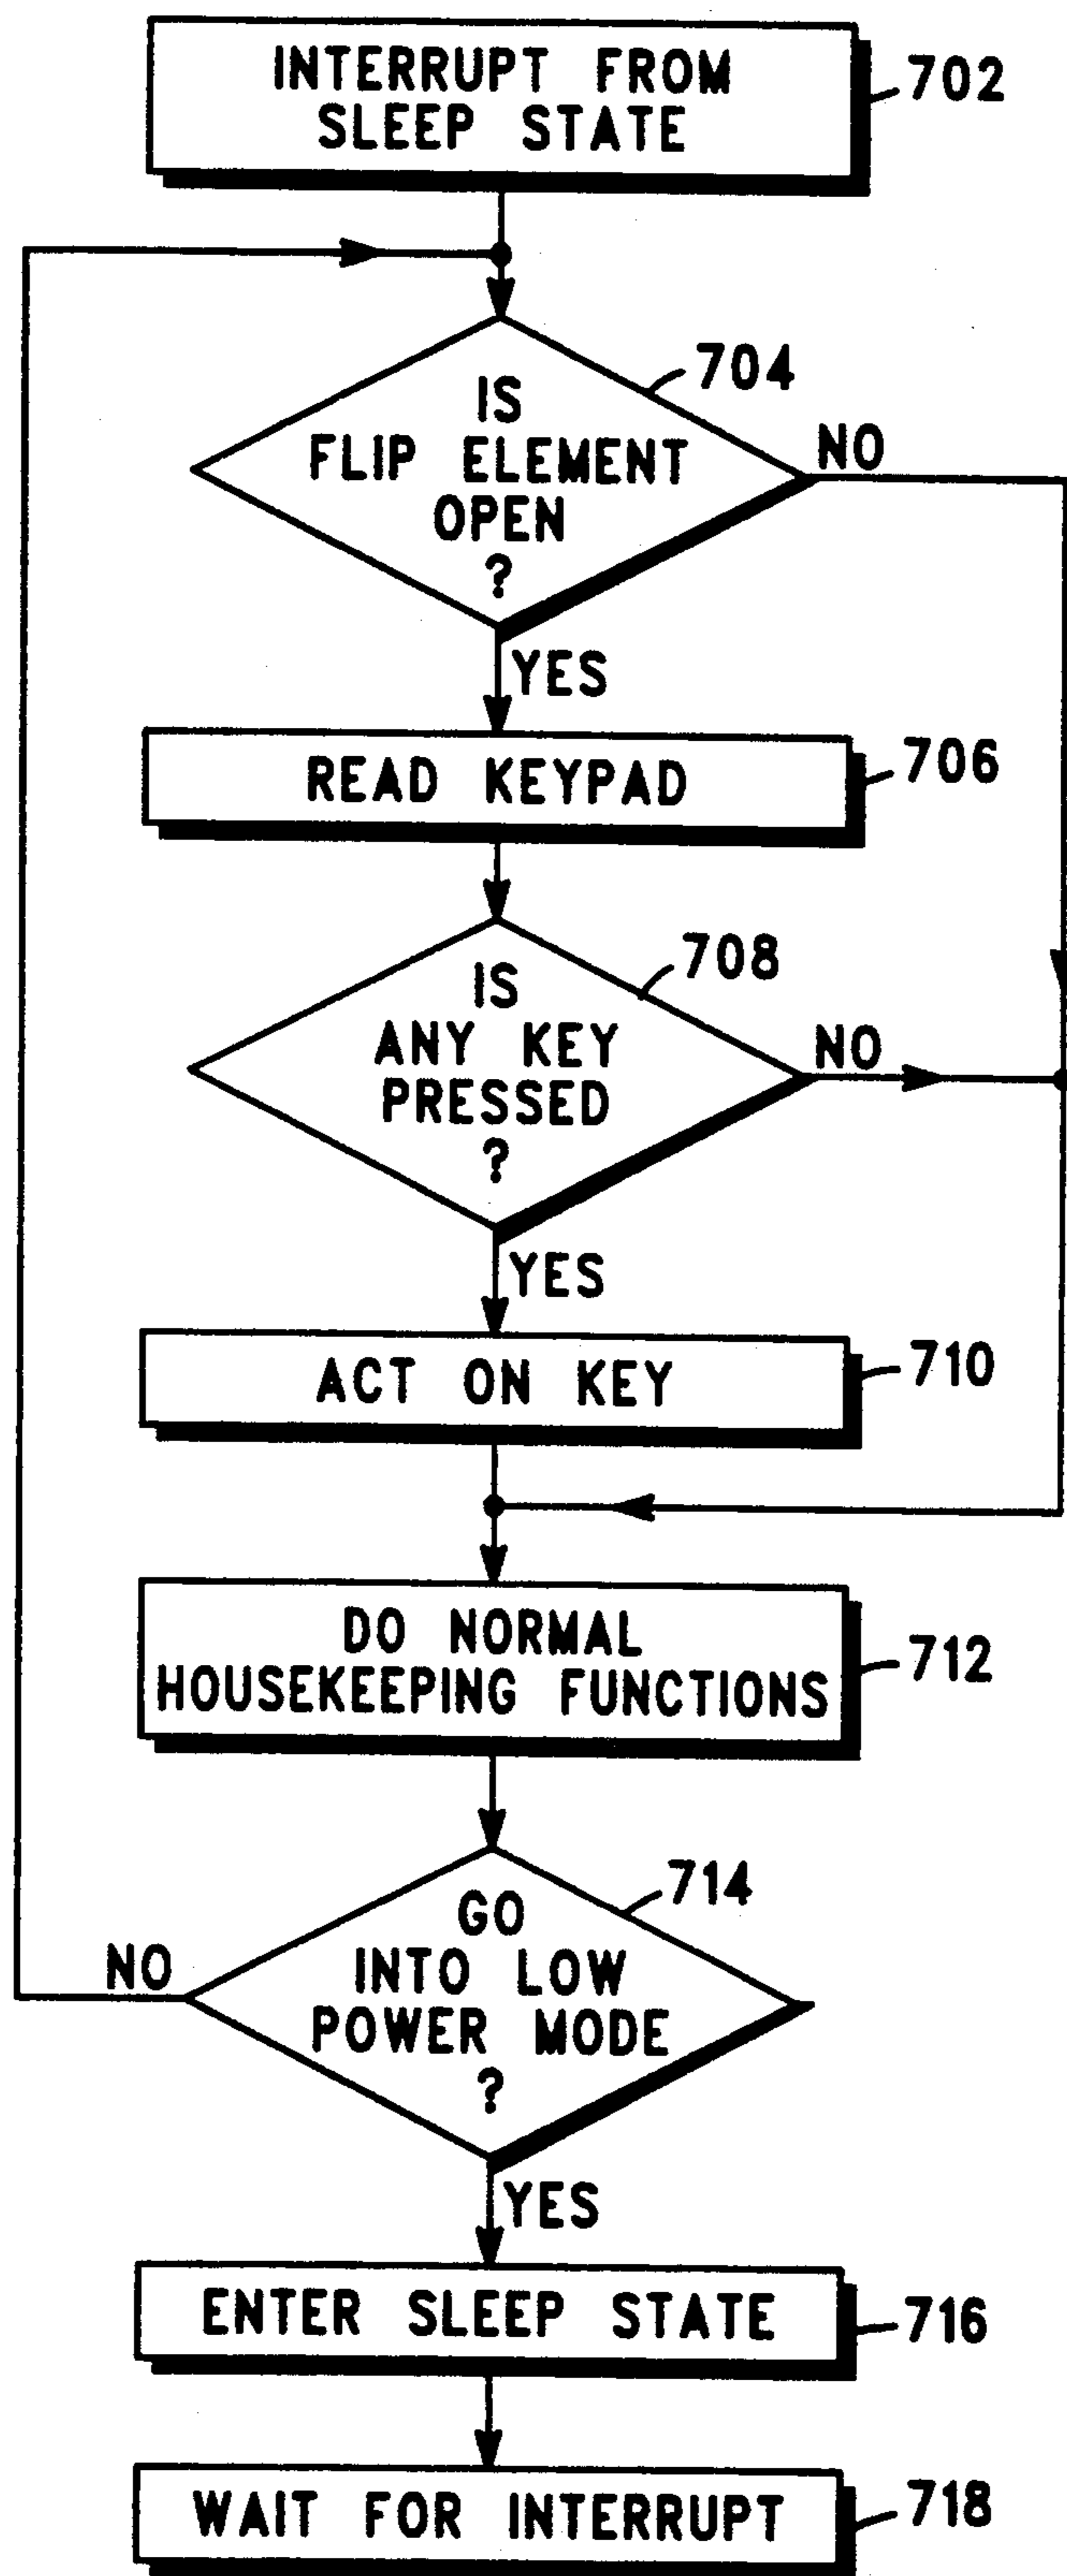 INTERRUPT FROM
SLEEP STATE
702
704
IS
FLIP ELEMENT
OPEN
?
NO
YES
READ KEYPAD
706
708
IS
ANY KEY
PRESSED
?
NO
YES
ACT ON KEY
710
DO NORMAL
HOUSEKEEPING FUNCTIONS
712
714
GO
INTO LOW
POWER MODE
?
NO
YES
ENTER SLEEP STATE
716
WAIT FOR INTERRUPT
718